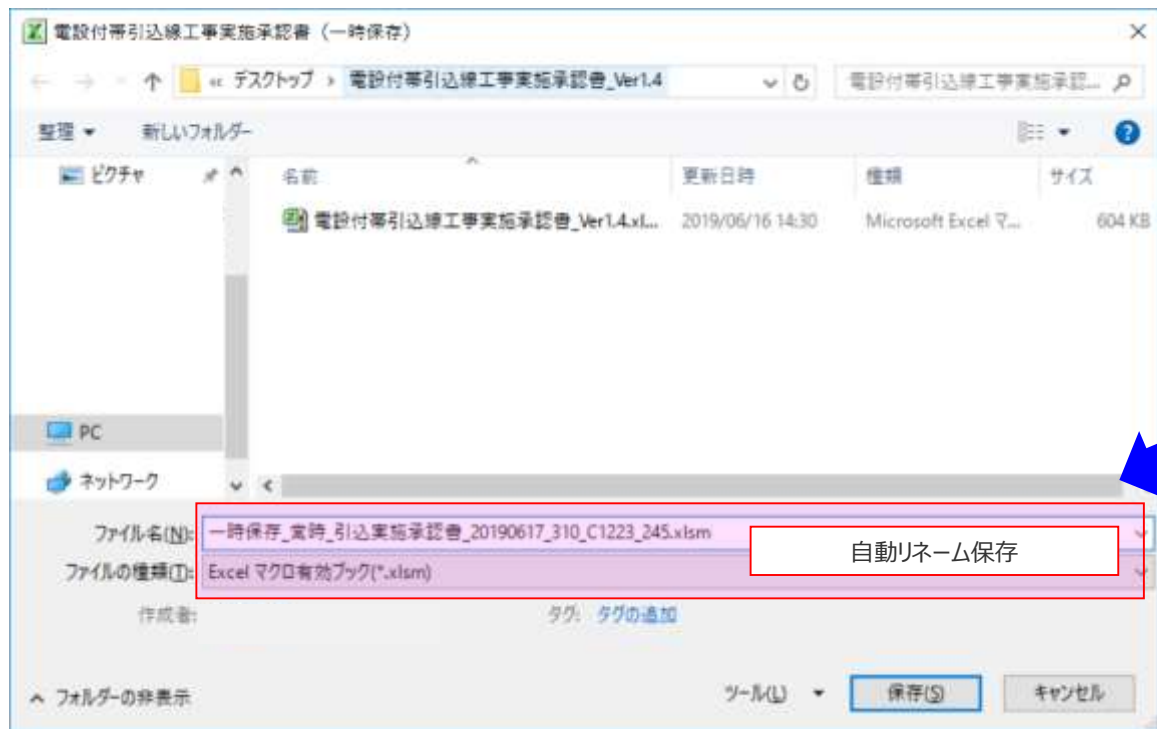 電設付帯引込線工事実施承認書（一時保存）
« デスクトップ › 電設付帯引込線工事実施承認書_Ver1.4
電設付帯引込線工事実施承認...
整理 新しいフォルダー
ピクチャ
名前 更新日時 種類 サイズ
電設付帯引込線工事実施承認書_Ver1.4.xl... 2019/06/16 14:30 Microsoft Excel マ... 604 KB
PC
ネットワーク
ファイル名(N): 一時保存_常時_引込実施承認書_20190617_310_C1223_245.xlsm
自動リネーム保存
ファイルの種類(T): Excel マクロ有効ブック(*.xlsm)
作成者: タグ: タグの追加
フォルダーの非表示 ツール(L) 保存(S) キャンセル